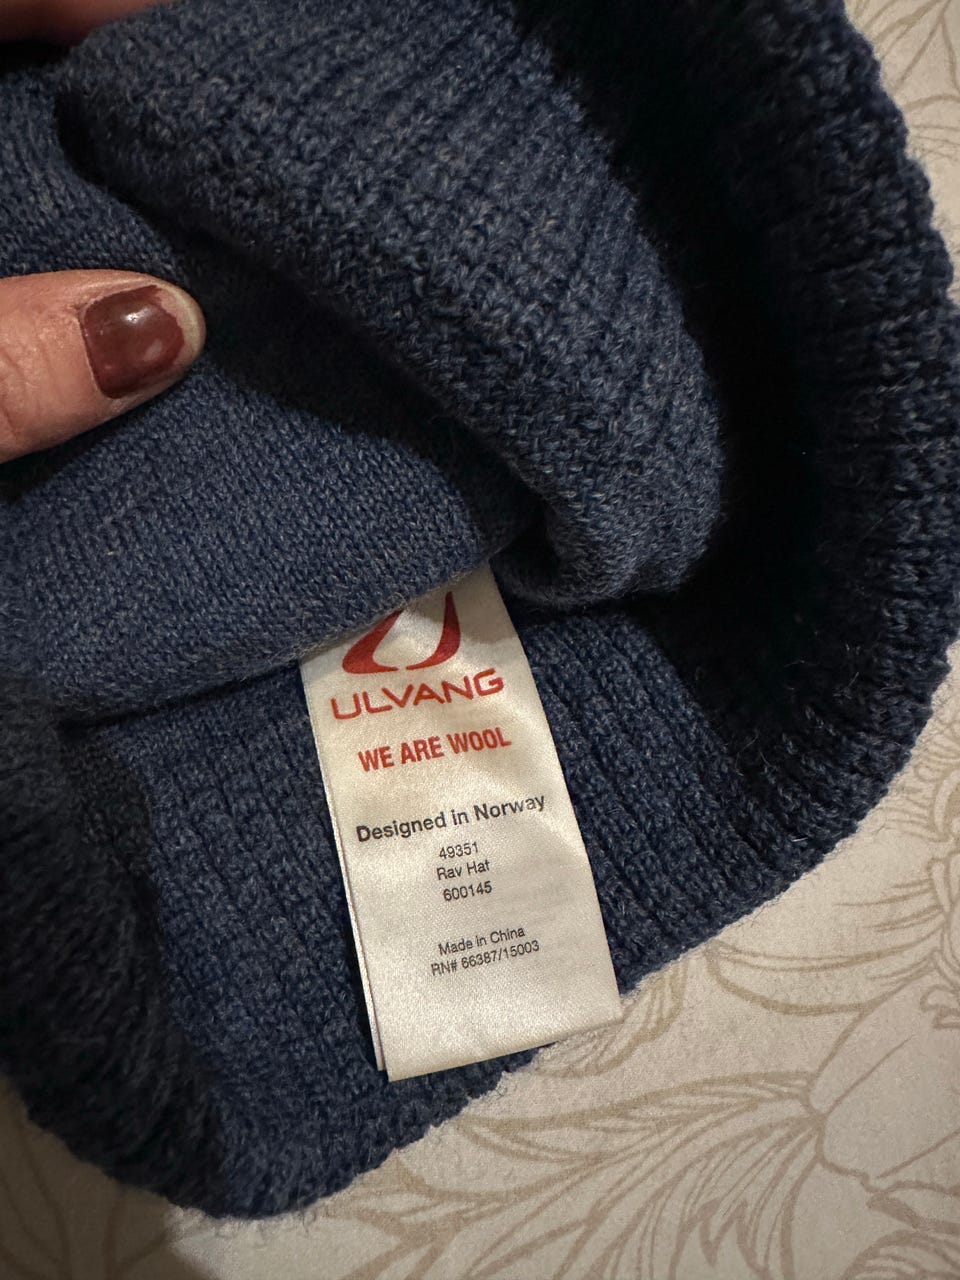 ULVANG
WE ARE WOOL
Designed in Norway
49351
Rav Hat
600145
Made in China
RN# 66387/15003